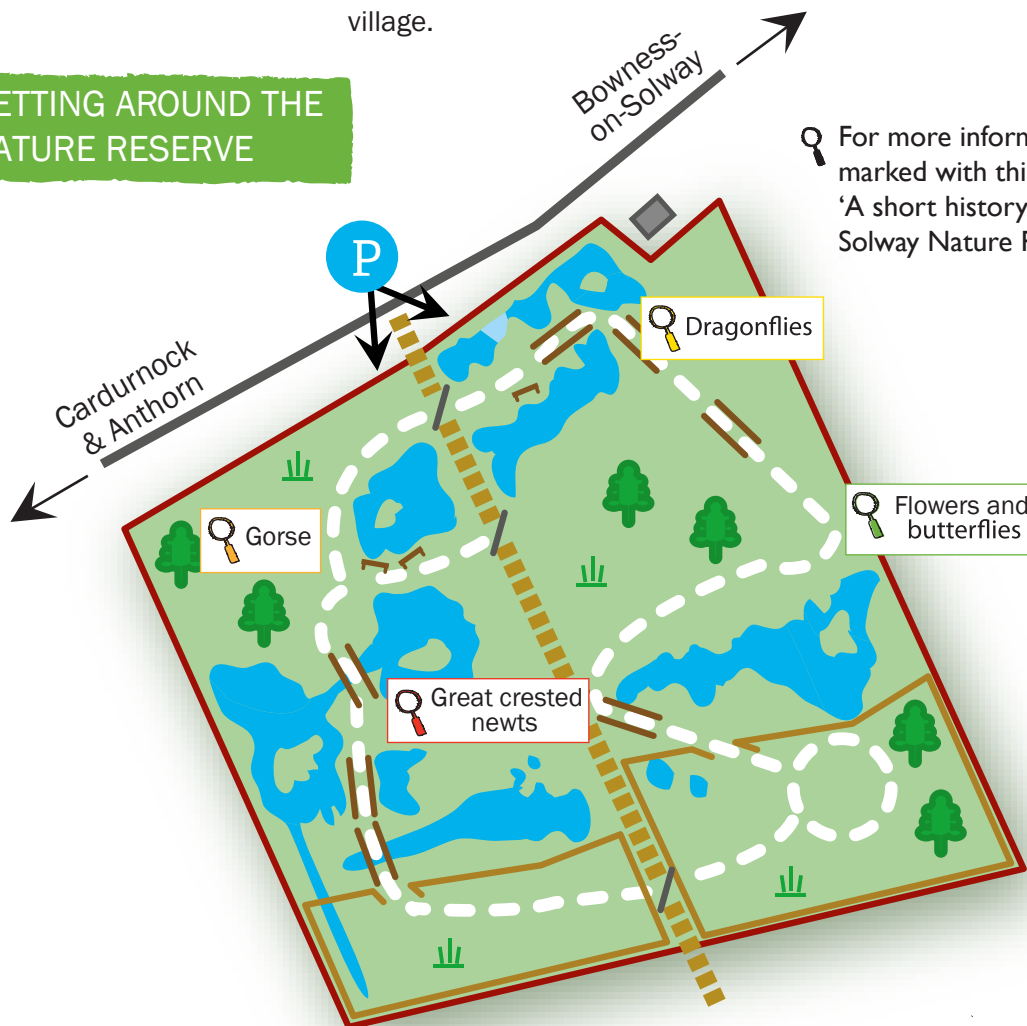 village.
ETTING AROUND THE
ATURE RESERVE
Bowness-
on-Solway
For more inform
marked with thi
‘A short history
Solway Nature
P
Dragonflies
Cardurnock
& Anthorn
Flowers and
butterflies
Gorse
Great crested
newts